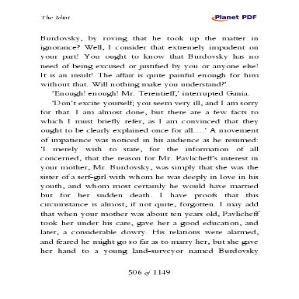 The Idiot
Planet PDF
Burdovsky, by roving that he took up the matter in
ignorance? Well, I consider that extremely impudent on
your part! You ought to know that Burdovsky has no
need of being excused or justified by you or anyone else!
It is an insult! The affair is quite painful enough for him
without that. Will nothing make you understand?'
'Enough! enough! Mr. Terentieff,' interrupted Gania.
'Don't excite yourself; you seem very ill, and I am sorry
for that. I am almost done, but there are a few facts to
which I must briefly refer, as I am convinced that they
ought to be clearly explained once for all....' A movement
of impatience was noticed in his audience as he resumed:
'I merely wish to state, for the information of all
concerned, that the reason for Mr. Pavlicheff's interest in
your mother, Mr. Burdovsky, was simply that she was the
sister of a serf-girl with whom he was deeply in love in his
youth, and whom most certainly he would have married
but for her sudden death. I have proofs that this
circumstance is almost, if not quite, forgotten. I may add
that when your mother was about ten years old, Pavlicheff
took her under his care, gave her a good education, and
later, a considerable dowry. His relations were alarmed,
and feared he might go so far as to marry her, but she gave
her hand to a young land-surveyor named Burdovsky
506 of 1149